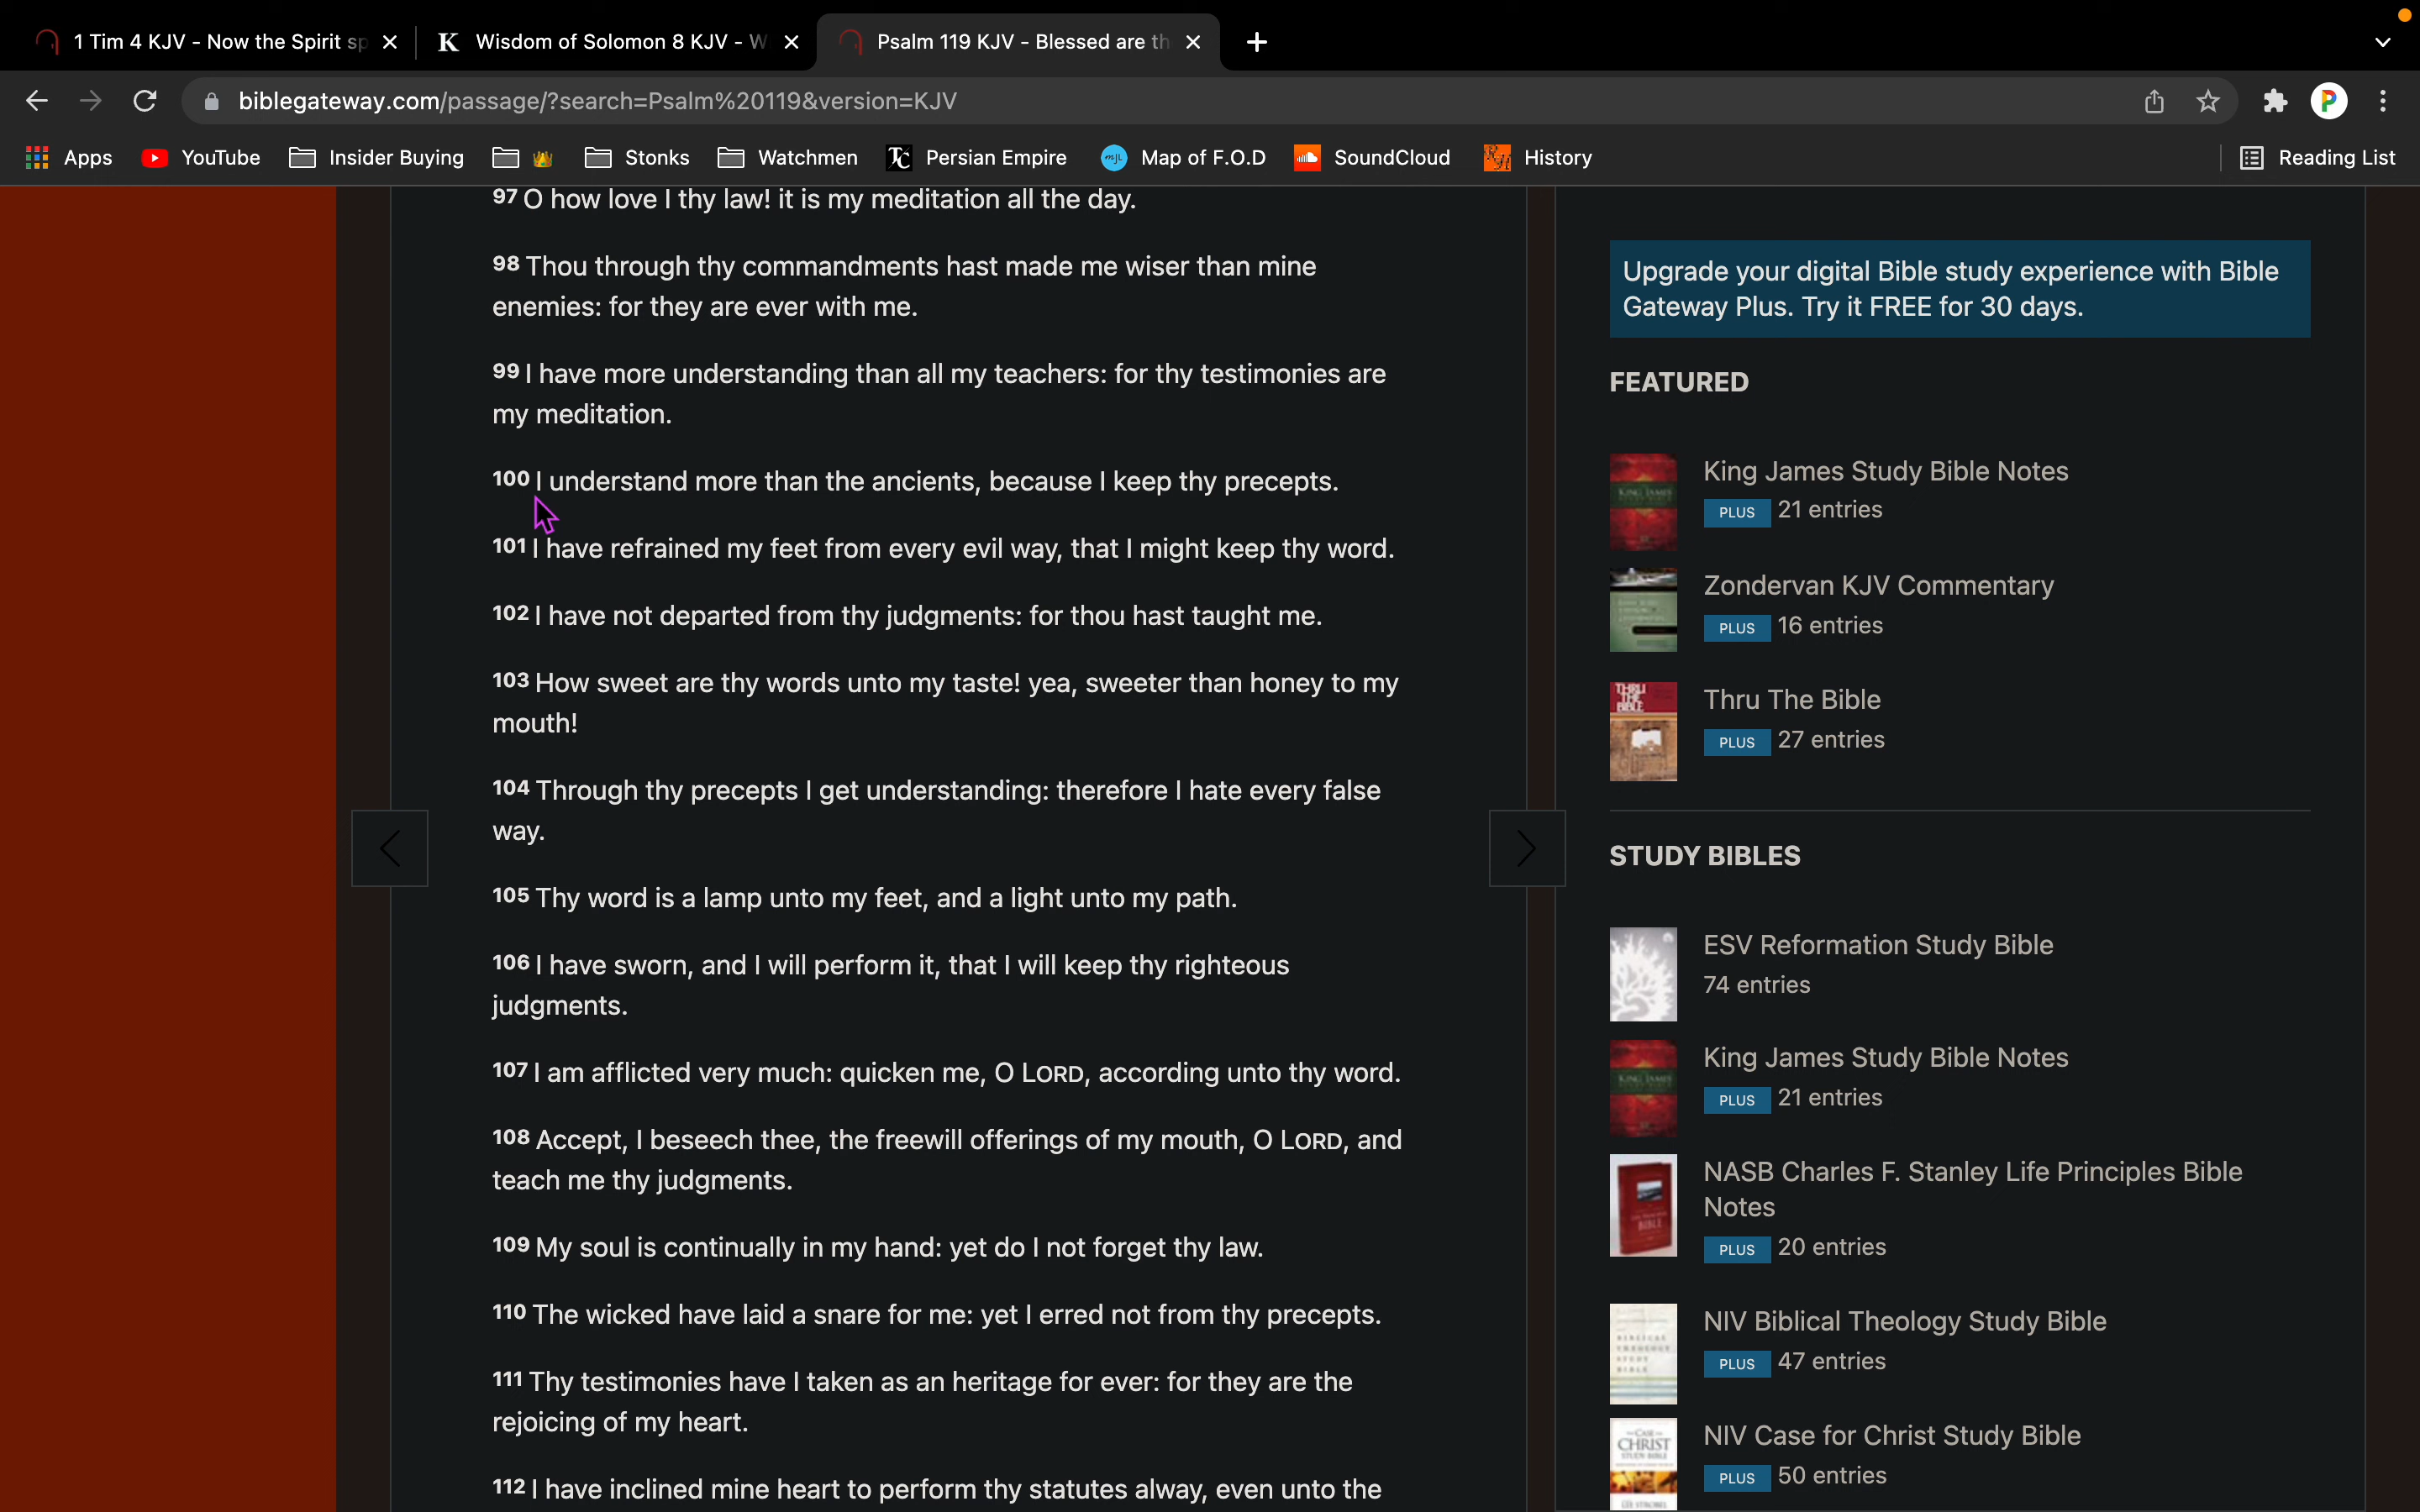 1 Tim 4 KJV - Now the Spirit sp
Wisdom of Solomon 8 KJV - W
Psalm 119 KJV - Blessed are th
biblegateway.com/passage/?search=Psalm%20119&version=KJV
P
Apps
YouTube
Insider Buying
Stonks
Watchmen
Persian Empire
Map of F.O.D
SoundCloud
History
Reading List
97 O how love I thy law! it is my meditation all the day.
98 Thou through thy commandments hast made me wiser than mine
enemies: for they are ever with me.
99 I have more understanding than all my teachers: for thy testimonies are
my meditation.
100 I understand more than the ancients, because I keep thy precepts.
101 I have refrained my feet from every evil way, that I might keep thy word.
102 I have not departed from thy judgments: for thou hast taught me.
103 How sweet are thy words unto my taste! yea, sweeter than honey to my
mouth!
104 Through thy precepts I get understanding: therefore I hate every false
way.
105 Thy word is a lamp unto my feet, and a light unto my path.
106 I have sworn, and I will perform it, that I will keep thy righteous
judgments.
107 I am afflicted very much: quicken me, O LORD, according unto thy word.
108 Accept, I beseech thee, the freewill offerings of my mouth, O LORD, and
teach me thy judgments.
109 My soul is continually in my hand: yet do I not forget thy law.
110 The wicked have laid a snare for me: yet I erred not from thy precepts.
111 Thy testimonies have I taken as an heritage for ever: for they are the
rejoicing of my heart.
112 I have inclined mine heart to perform thy statutes alway, even unto the
Upgrade your digital Bible study experience with Bible
Gateway Plus. Try it FREE for 30 days.
FEATURED
King James Study Bible Notes
PLUS 21 entries
Zondervan KJV Commentary
PLUS 16 entries
Thru The Bible
PLUS 27 entries
STUDY BIBLES
ESV Reformation Study Bible
74 entries
King James Study Bible Notes
PLUS 21 entries
NASB Charles F. Stanley Life Principles Bible
Notes
PLUS 20 entries
NIV Biblical Theology Study Bible
PLUS 47 entries
NIV Case for Christ Study Bible
PLUS 50 entries